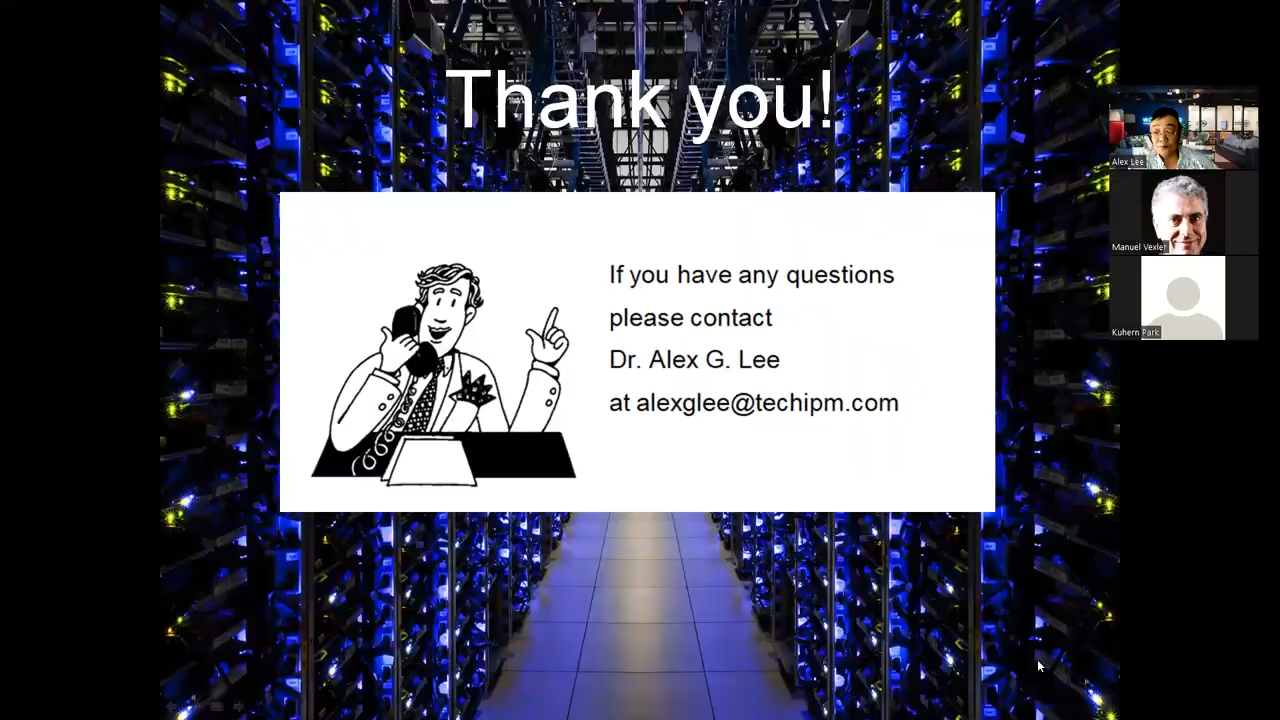 Thank you!
If you have any questions
please contact
Dr. Alex G. Lee
at alexglee@techipm.com
Alex Lee
Manuel Vexler
Kuhern Park